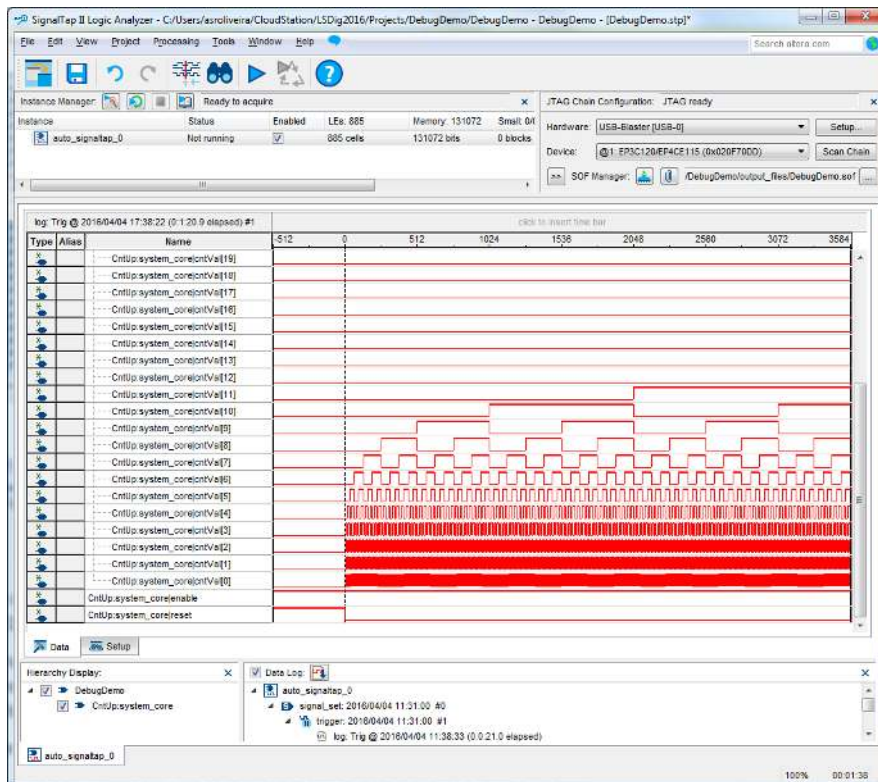 SignalTap II Logic Analyzer - C:/Users/asroliveira/CloudStation/LSDig2016/Projects/DebugDemo/DebugDemo - DebugDemo - [DebugDemo.stp]*
File Edit View Project Processing Tools Window Help
Search altera.com
Instance Manager: Ready to acquire
JTAG Chain Configuration: JTAG ready
Instance Status Enabled LEs: 885 Memory: 131072 Small: 0/0
auto_signaltap_0 Not running 885 cells 131072 bits 0 blocks
Hardware: USB-Blaster [USB-0] Setup...
Device: @1: EP3C120/EP4CE115 (0x020F70DD) Scan Chain
>> SOF Manager: /DebugDemo/output_files/DebugDemo.sof ...
log: Trig @ 2016/04/04 17:38:22 (0:1:20.9 elapsed) #1
click to insert time bar
Type Alias Name -512 0 512 1024 1536 2048 2560 3072 3584
CntUp:system_core|cntVal[19]
CntUp:system_core|cntVal[18]
CntUp:system_core|cntVal[17]
CntUp:system_core|cntVal[16]
CntUp:system_core|cntVal[15]
CntUp:system_core|cntVal[14]
CntUp:system_core|cntVal[13]
CntUp:system_core|cntVal[12]
CntUp:system_core|cntVal[11]
CntUp:system_core|cntVal[10]
CntUp:system_core|cntVal[9]
CntUp:system_core|cntVal[8]
CntUp:system_core|cntVal[7]
CntUp:system_core|cntVal[6]
CntUp:system_core|cntVal[5]
CntUp:system_core|cntVal[4]
CntUp:system_core|cntVal[3]
CntUp:system_core|cntVal[2]
CntUp:system_core|cntVal[1]
CntUp:system_core|cntVal[0]
CntUp:system_core|enable
CntUp:system_core|reset
Data Setup
Hierarchy Display:
DebugDemo
CntUp:system_core
Data Log:
auto_signaltap_0
signal_set: 2016/04/04 11:31:00 #0
trigger: 2016/04/04 11:31:00 #1
log: Trig @ 2016/04/04 11:38:33 (0:0:21.0 elapsed)
auto_signaltap_0
100% 00:01:38